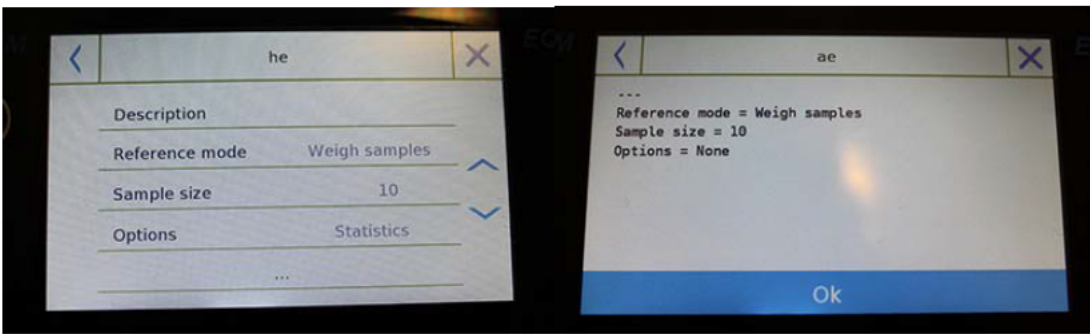 he
Description
Reference mode Weigh samples
Sample size 10
Options Statistics
...
ae
---
Reference mode = Weigh samples
Sample size = 10
Options = None
Ok